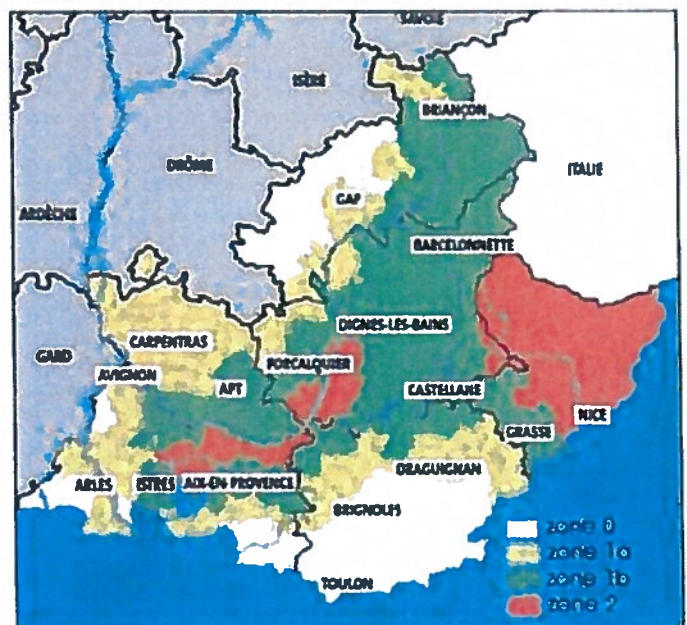 SAVOIE
ISÈRE
BRIANÇON
DRÔME
ITALIE
GAP
ARDÈCHE
BARCELONNETTE
DIGNES-LES-BAINS
CARPENTRAS
GARD
FORCALQUIER
AVIGNON
APT
CASTELLANE
NICE
GRASSE
DRAGUIGNAN
ARLES
ISTRES
AIX-EN-PROVENCE
BRIGNOLES
TOULON
zone 0
zone 1a
zone 1b
zone 2